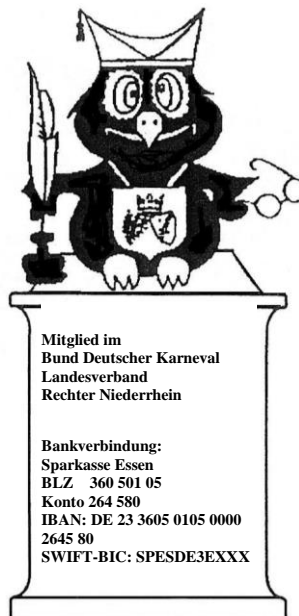 Mitglied im
Bund Deutscher Karneval
Landesverband
Rechter Niederrhein
Bankverbindung:
Sparkasse Essen
BLZ 360 501 05
Konto 264 580
IBAN: DE 23 3605 0105 0000
2645 80
SWIFT-BIC: SPESDE3EXXX